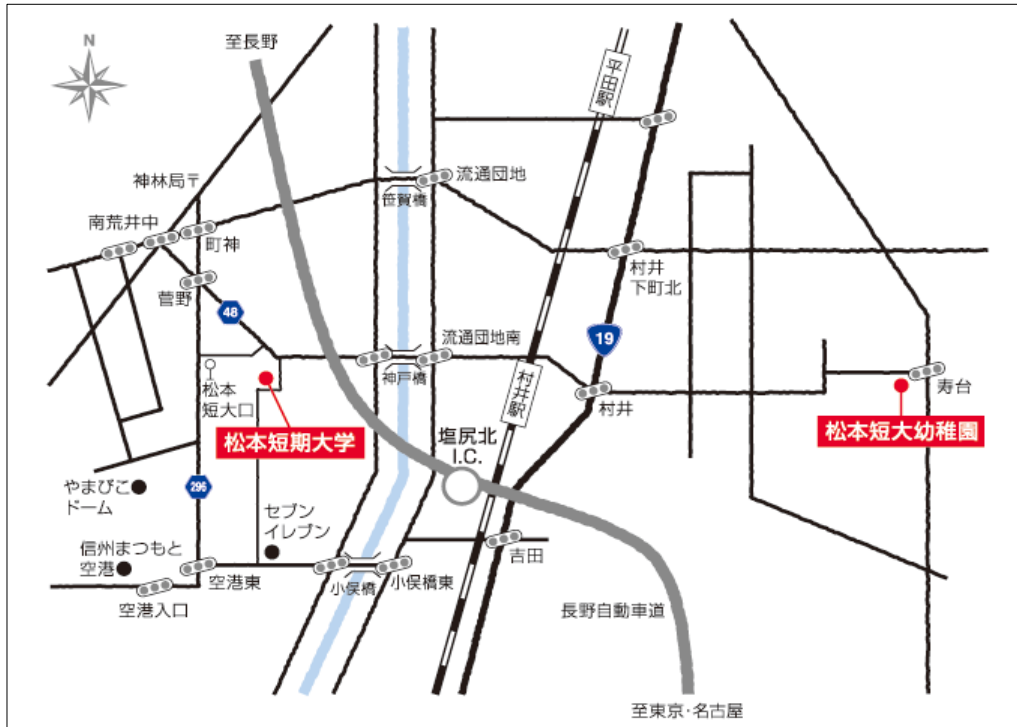 N
至長野
平田駅
神林局〒
流通団地
笹賀橋
南荒井中
町神
村井
下町北
菅野
48
19
流通団地南
神戸橋
村井駅
松本
短大口
村井
寿台
松本短期大学
松本短大幼稚園
塩尻北
I.C.
やまびこ
ドーム
296
セブン
イレブン
信州まつもと
空港
空港東
小俣橋
小俣橋東
吉田
空港入口
長野自動車道
至東京・名古屋